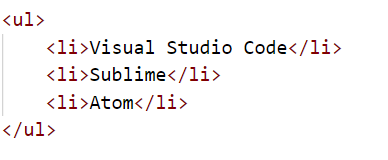 <ul>
    <li>Visual Studio Code</li>
    <li>Sublime</li>
    <li>Atom</li>
</ul>